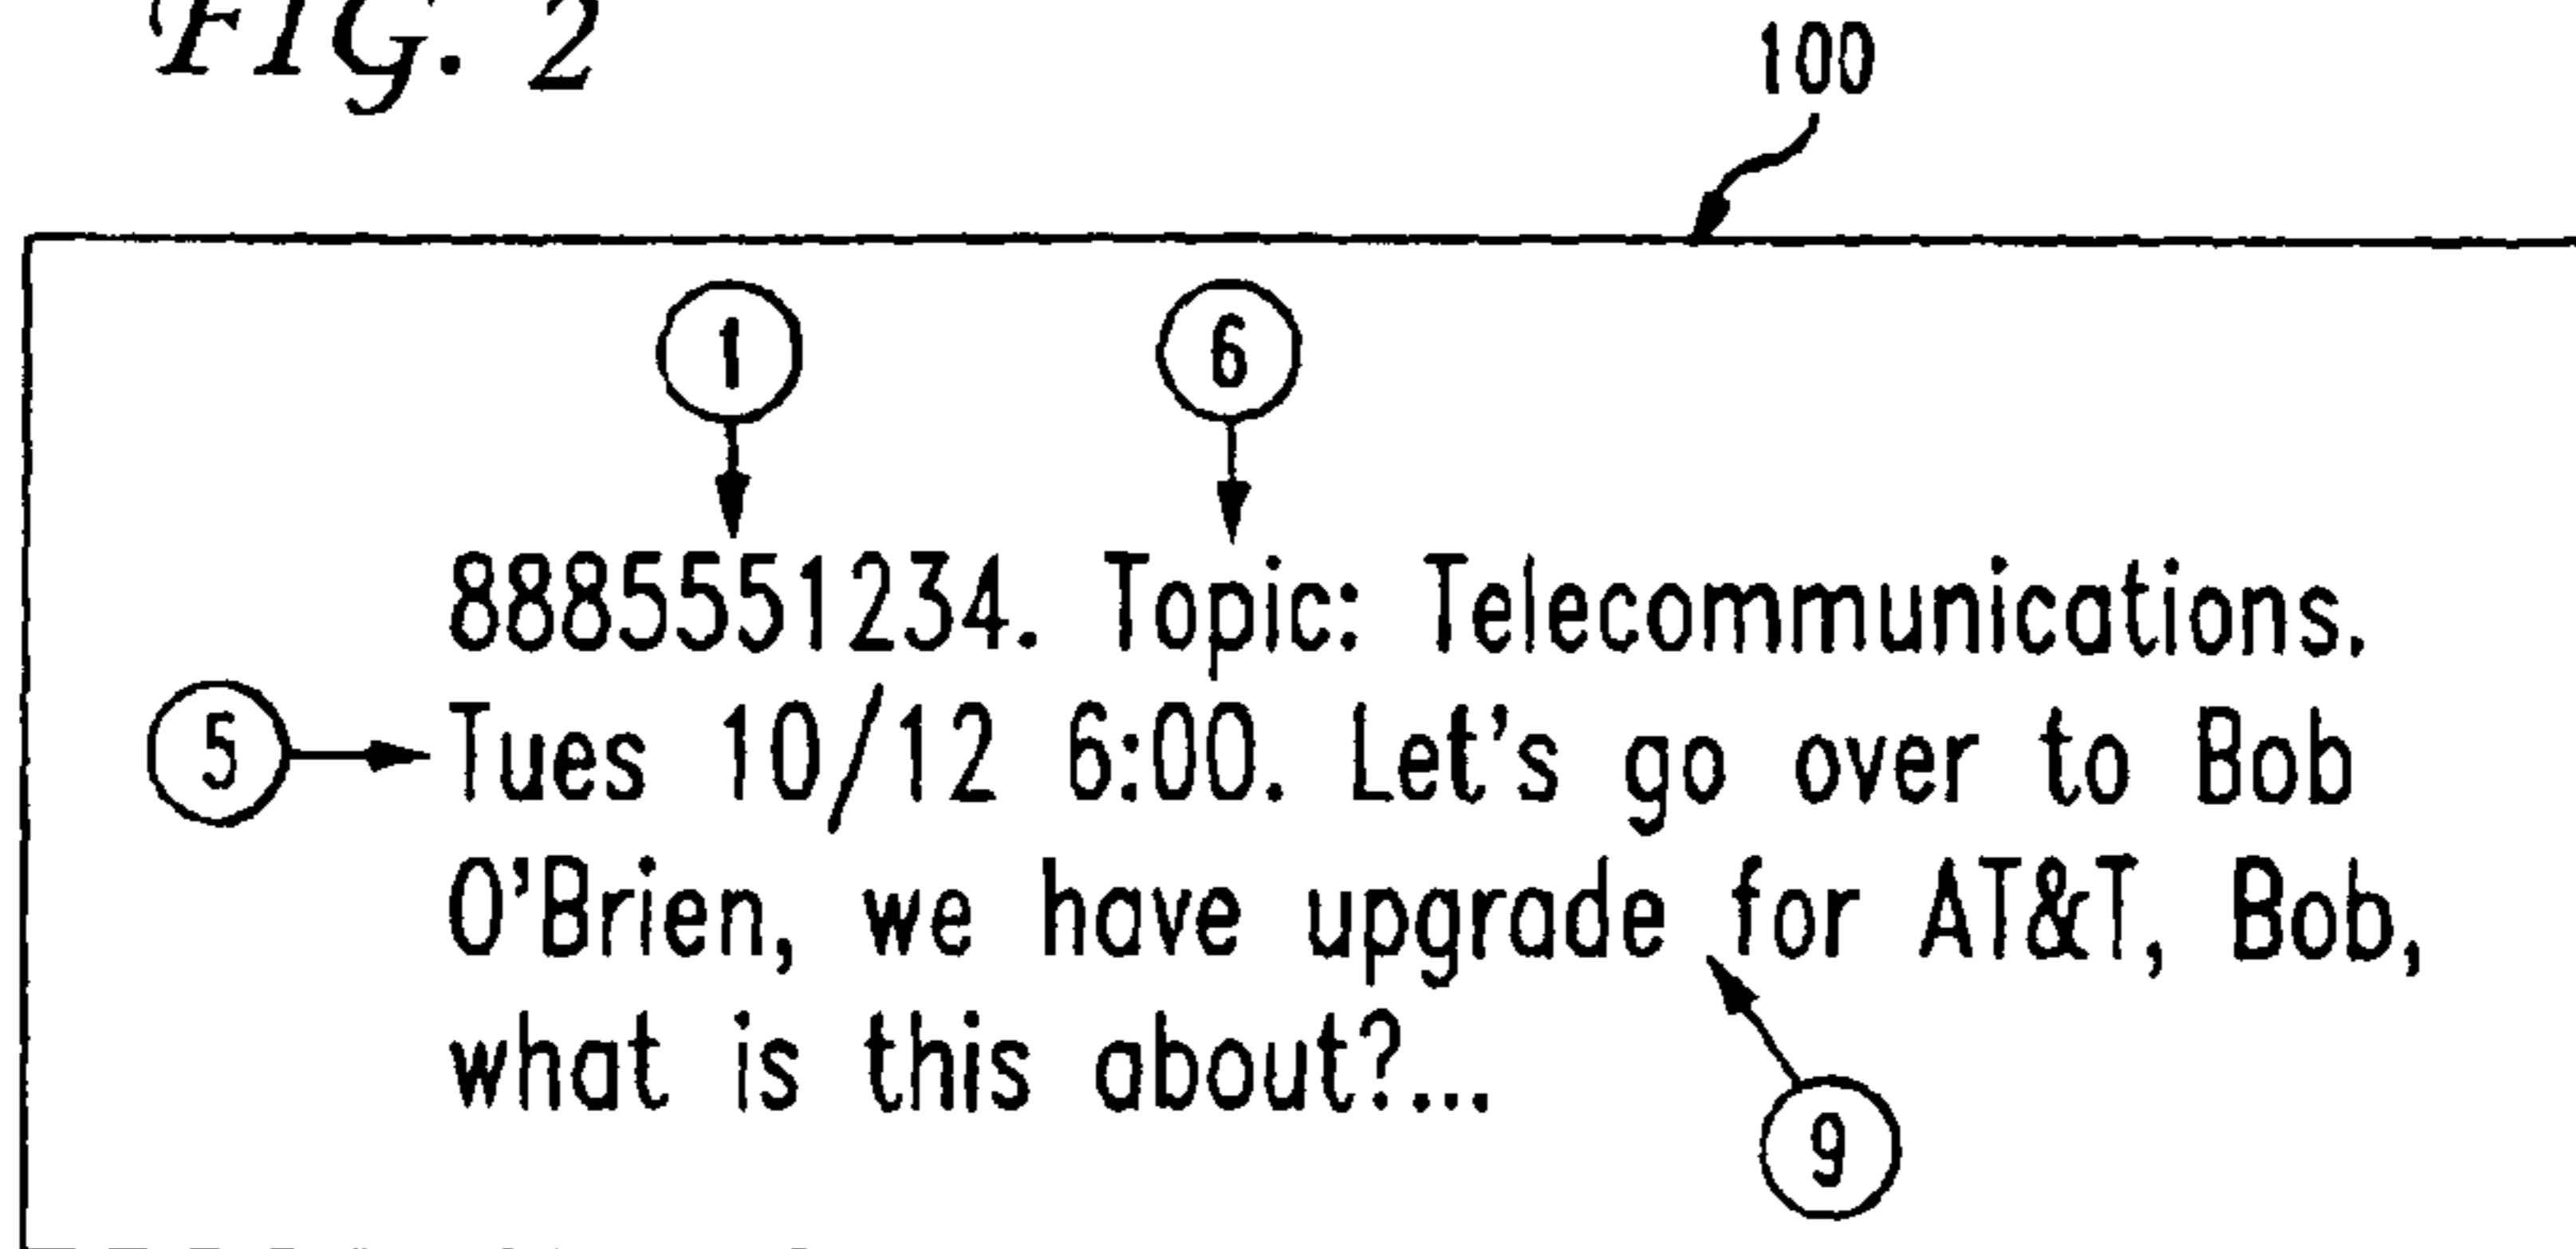 FIG. 2
100
1 6
8885551234. Topic: Telecommunications.
5 Tues 10/12 6:00. Let's go over to Bob
O'Brien, we have upgrade for AT&T, Bob,
what is this about?...
9